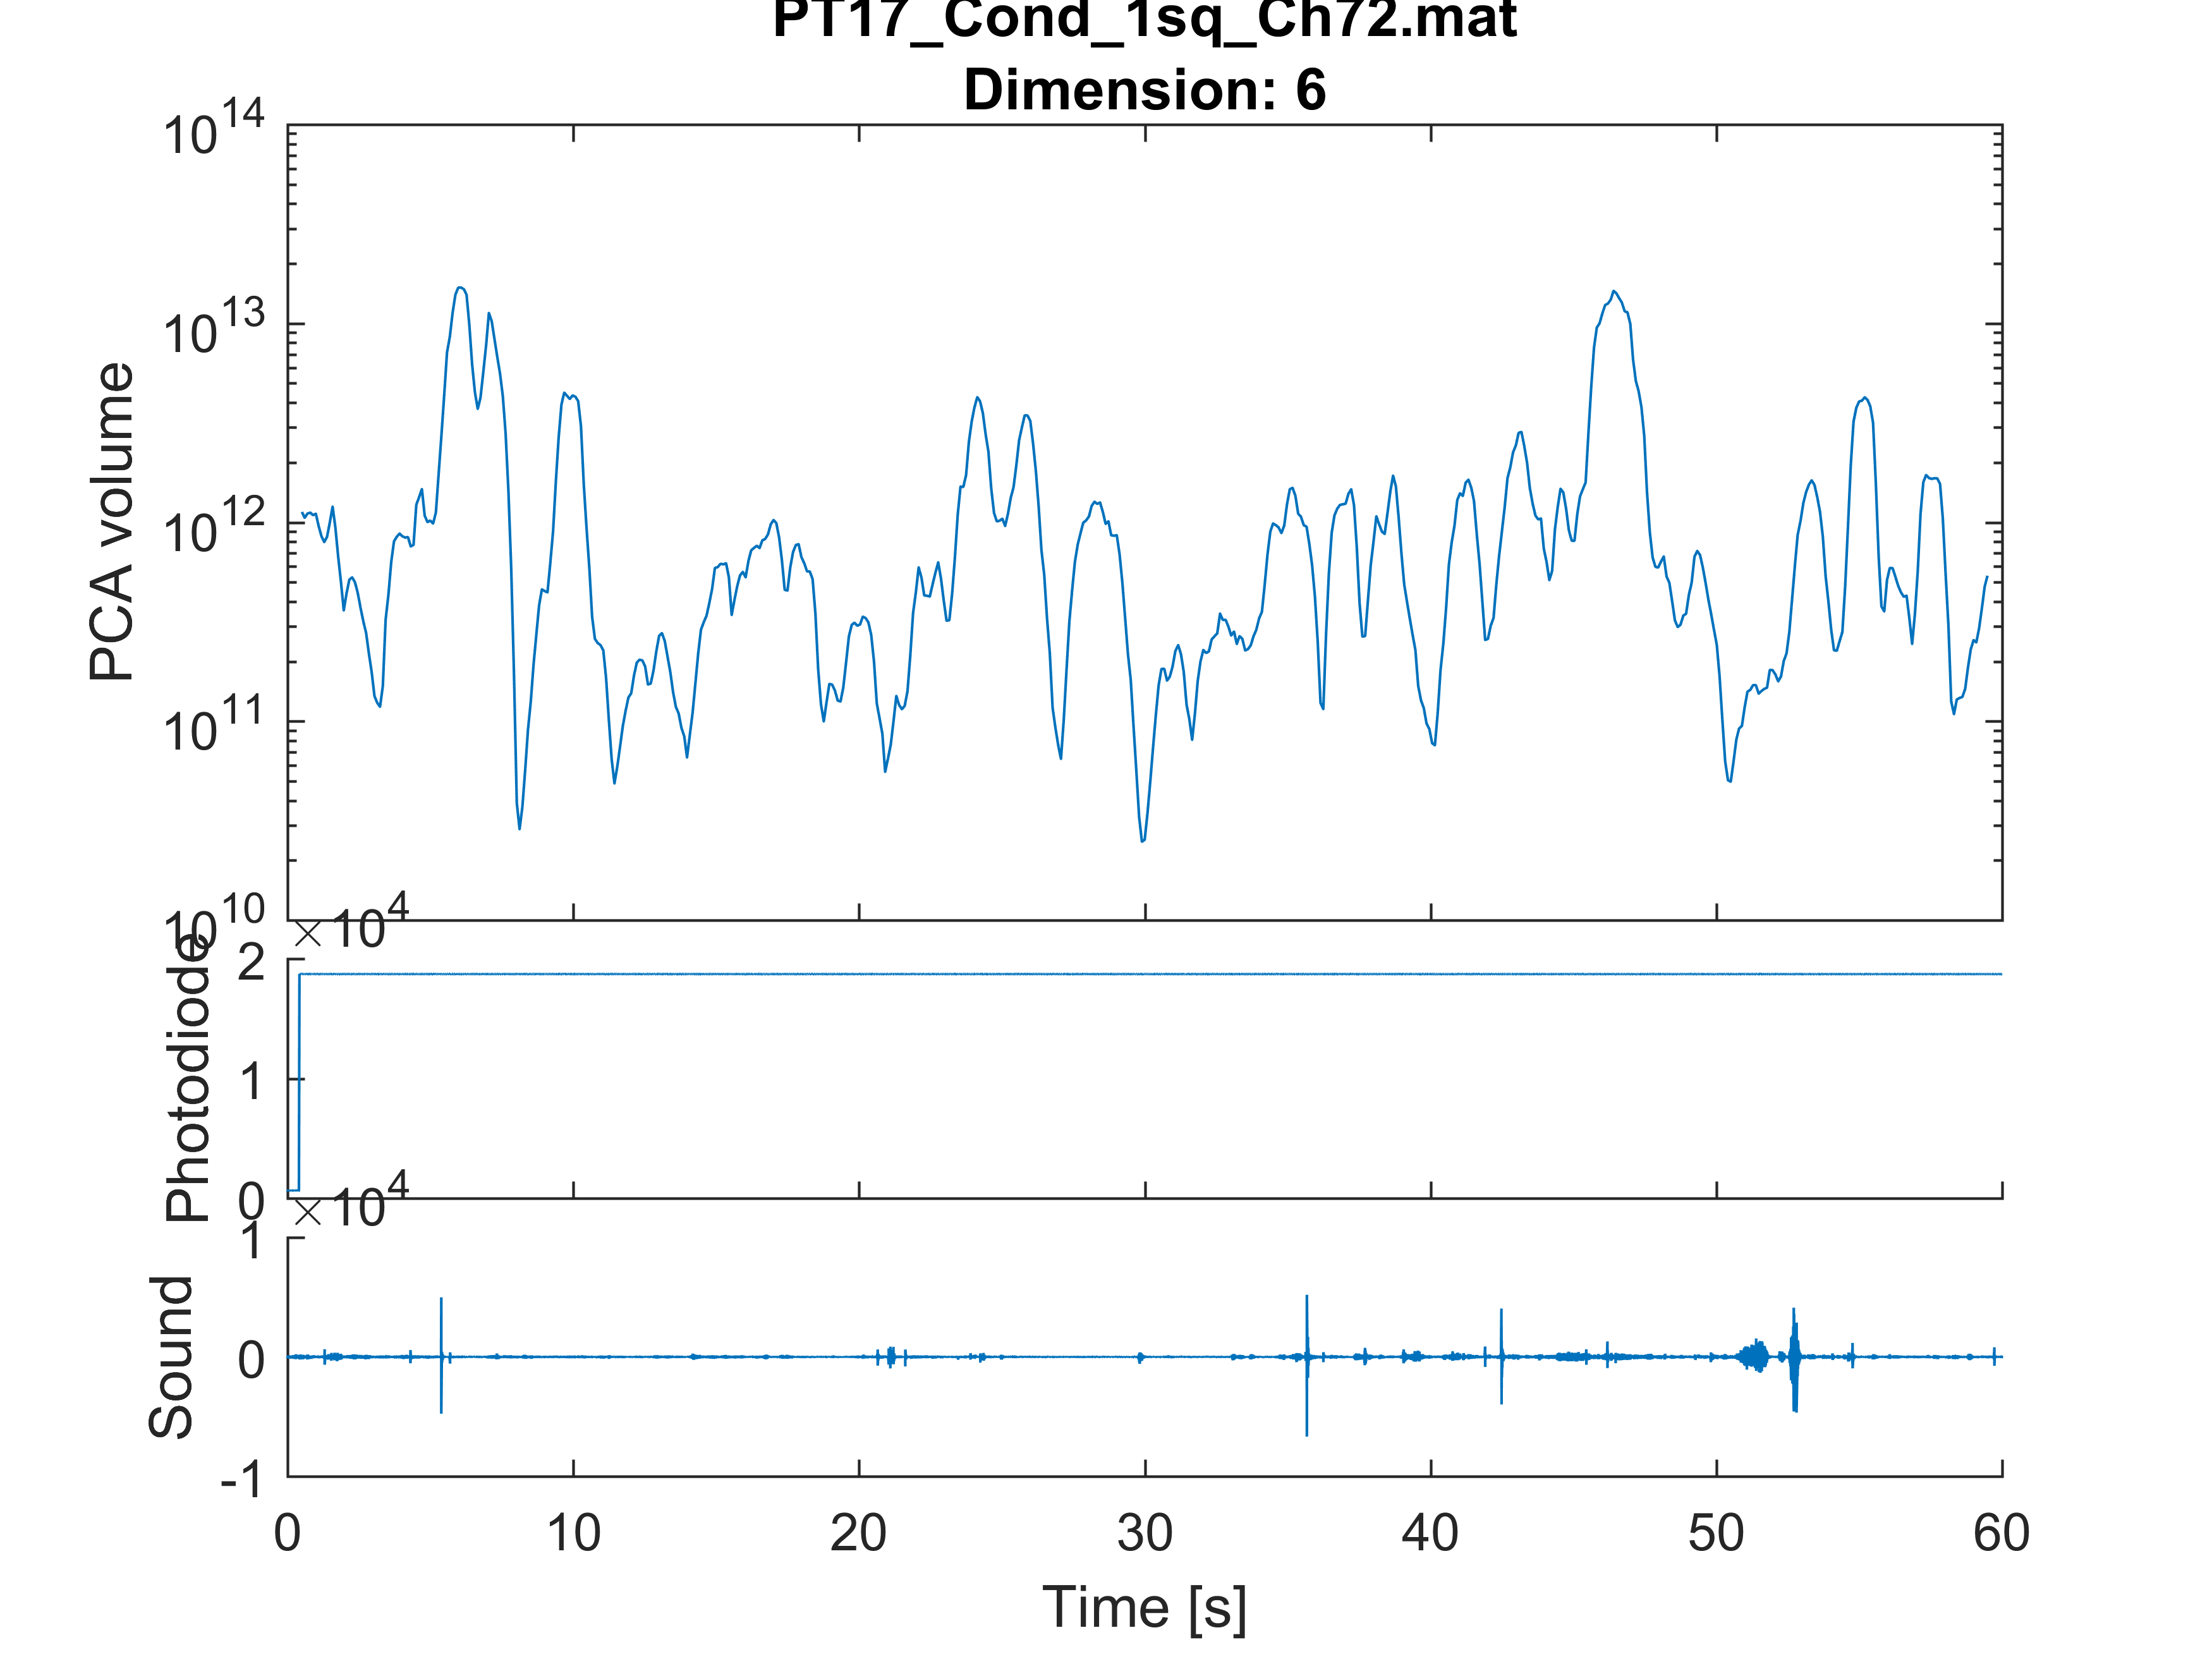 PT17_Cond_1sq_Ch72.mat
Dimension: 6
10^14
10^13
10^12
10^11
10^10
PCA volume
×10^4
2
1
0
Photodiode
×10^4
1
0
-1
Sound
0 10 20 30 40 50 60
Time [s]